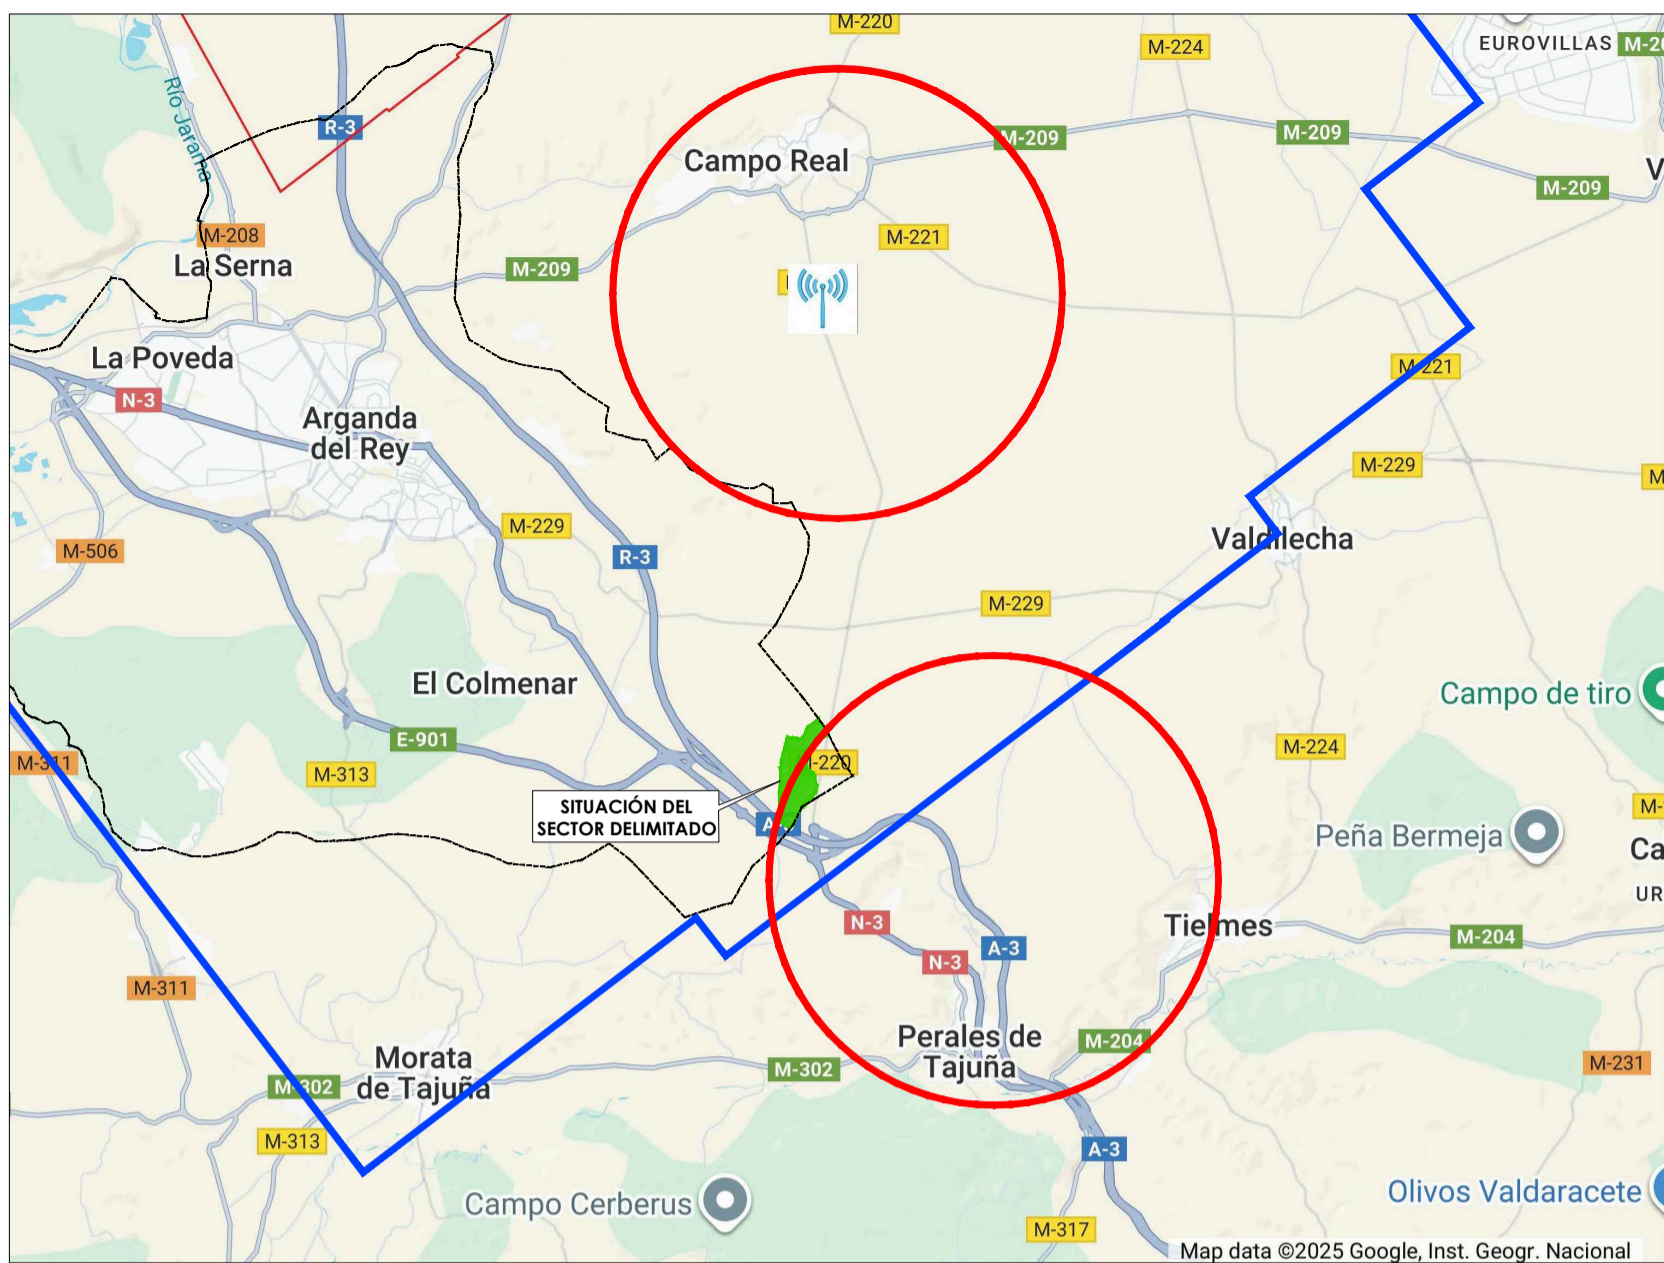 M-220
M-224
EUROVILLAS
Río Jarama
R-3
M-209
M-209
Campo Real
M-209
M-208
M-221
La Serna
M-209
La Poveda
M-221
N-3
Arganda
del Rey
M-229
M-229
Valdilecha
M-506
R-3
M-229
El Colmenar
Campo de tiro
E-901
M-224
M-311
M-313
-220
SITUACIÓN DEL
SECTOR DELIMITADO
Peña Bermeja
N-3
Tielmes
M-204
A-3
N-3
M-311
Perales de
Tajuña
M-204
Morata
de Tajuña
M-302
M-302
M-231
M-313
A-3
Campo Cerberus
Olivos Valdaracete
M-317
Map data ©2025 Google, Inst. Geogr. Nacional